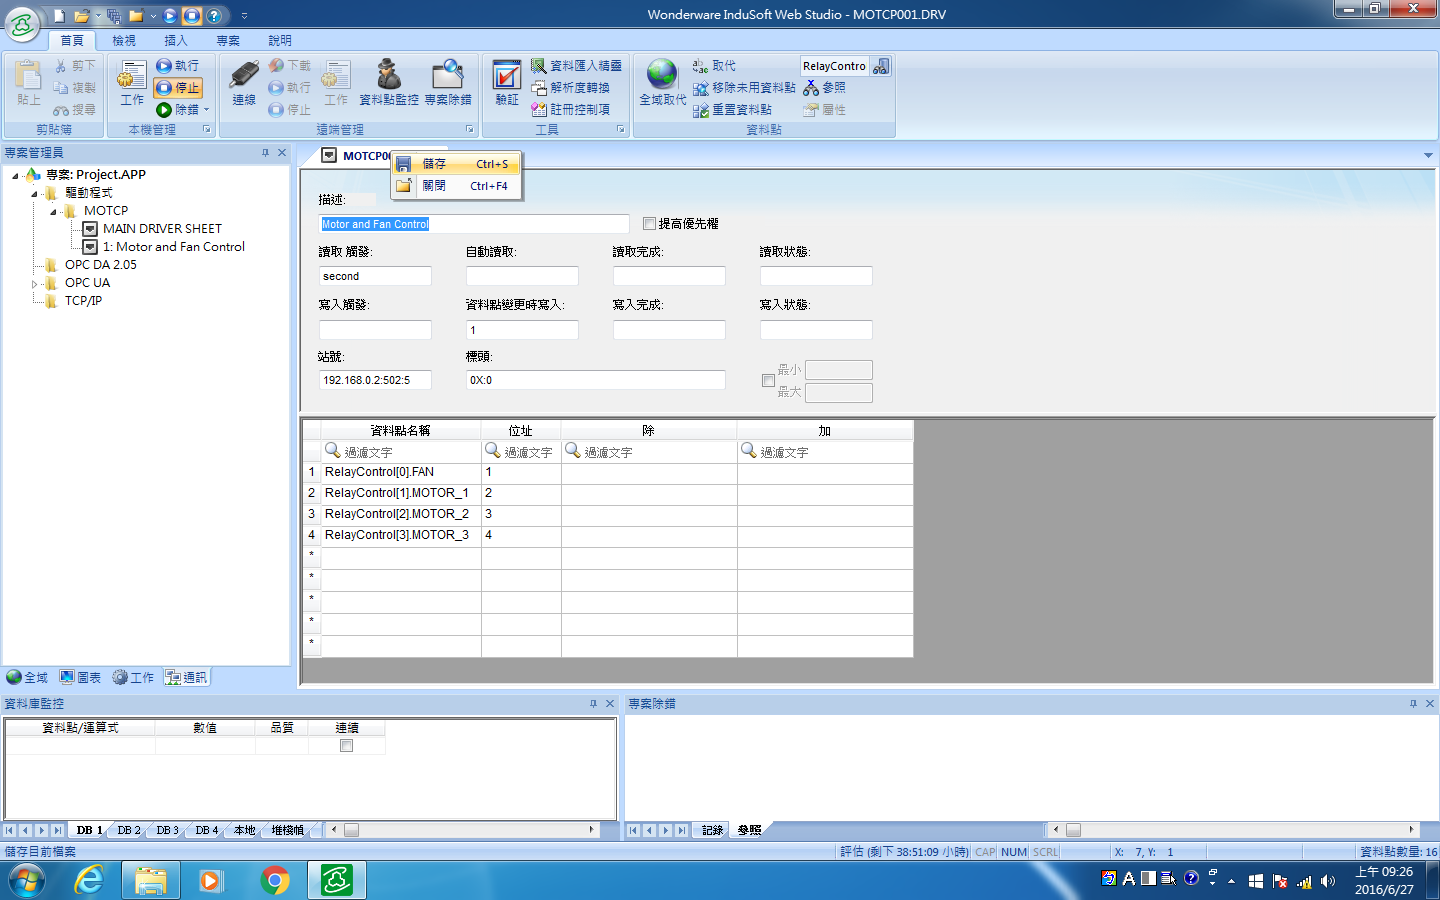 Wonderware InduSoft Web Studio - MOTCP001.DRV
首頁 檢視 插入 專案 說明
貼上 剪下 複製 搜尋 剪貼簿
工作 執行 停止 除錯 本機管理
連線 下載 執行 停止 工作 資料點監控 專案除錯 遠端管理
驗証 資料匯入精靈 解析度轉換 註冊控制項 工具
全域取代 取代 移除未用資料點 重置資料點 RelayContro 參照 屬性 資料點
專案管理員
專案: Project.APP
驅動程式
MOTCP
MAIN DRIVER SHEET
1: Motor and Fan Control
OPC DA 2.05
OPC UA
TCP/IP
全域 圖表 工作 通訊
MOTCP00
儲存 Ctrl+S
關閉 Ctrl+F4
描述:
Motor and Fan Control 提高優先權
讀取 觸發: 自動讀取: 讀取完成: 讀取狀態:
second
寫入觸發: 資料點變更時寫入: 寫入完成: 寫入狀態:
1
站號: 標頭:
192.168.0.2:502:5 0X:0
最小
最大
資料點名稱 位址 除 加
過濾文字 過濾文字 過濾文字 過濾文字
1 RelayControl[0].FAN 1
2 RelayControl[1].MOTOR_1 2
3 RelayControl[2].MOTOR_2 3
4 RelayControl[3].MOTOR_3 4
*
*
*
*
*
資料庫監控
資料點/運算式 數值 品質 連續
DB 1 DB 2 DB 3 DB 4 本地 堆棧幀
專案除錯
記錄 參照
儲存目前檔案
評估 (剩下 38:51:09 小時) CAP NUM SCRL X: 7, Y: 1 資料點數量: 16
上午 09:26
2016/6/27